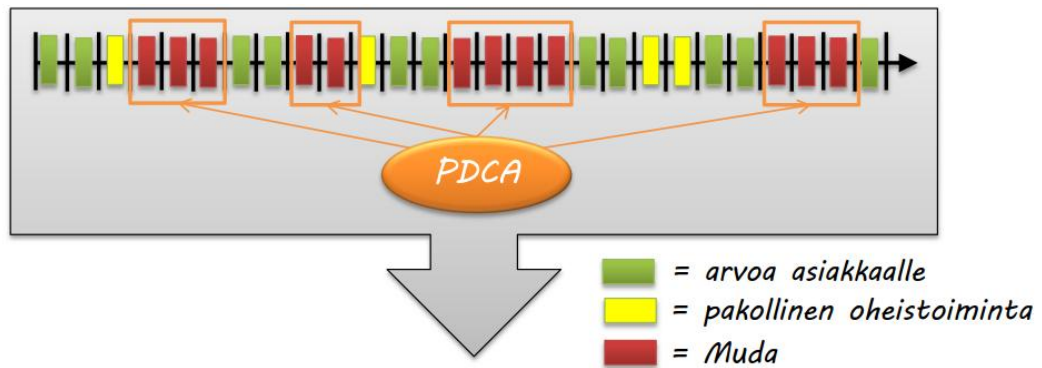 PDCA
= arvoa asiakkaalle
= pakollinen oheistoiminta
= Muda